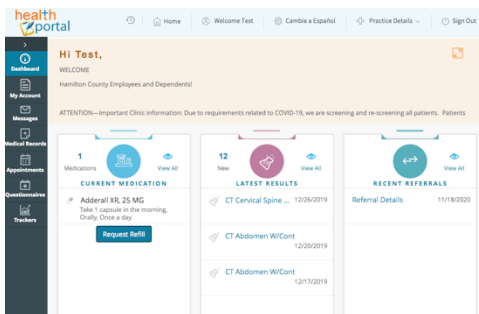 health
portal
Home
Welcome Test
Cambie a Español
Practice Details
Sign Out
Dashboard
My Account
Messages
Medical Records
Appointments
Questionnaires
Trackers
Hi Test,
WELCOME
Hamilton County Employees and Dependents!
ATTENTION—Important Clinic information: Due to requirements related to COVID-19, we are screening and re-screening all patients. Patients
1
Medications
View All
CURRENT MEDICATION
Adderall XR, 25 MG
Take 1 capsule in the morning,
Orally, Once a day
Request Refill
12
New
View All
LATEST RESULTS
CT Cervical Spine ... 12/26/2019
CT Abdomen W/Cont
12/20/2019
CT Abdomen W/Cont
12/17/2019
View All
RECENT REFERRALS
Referral Details 11/18/2020